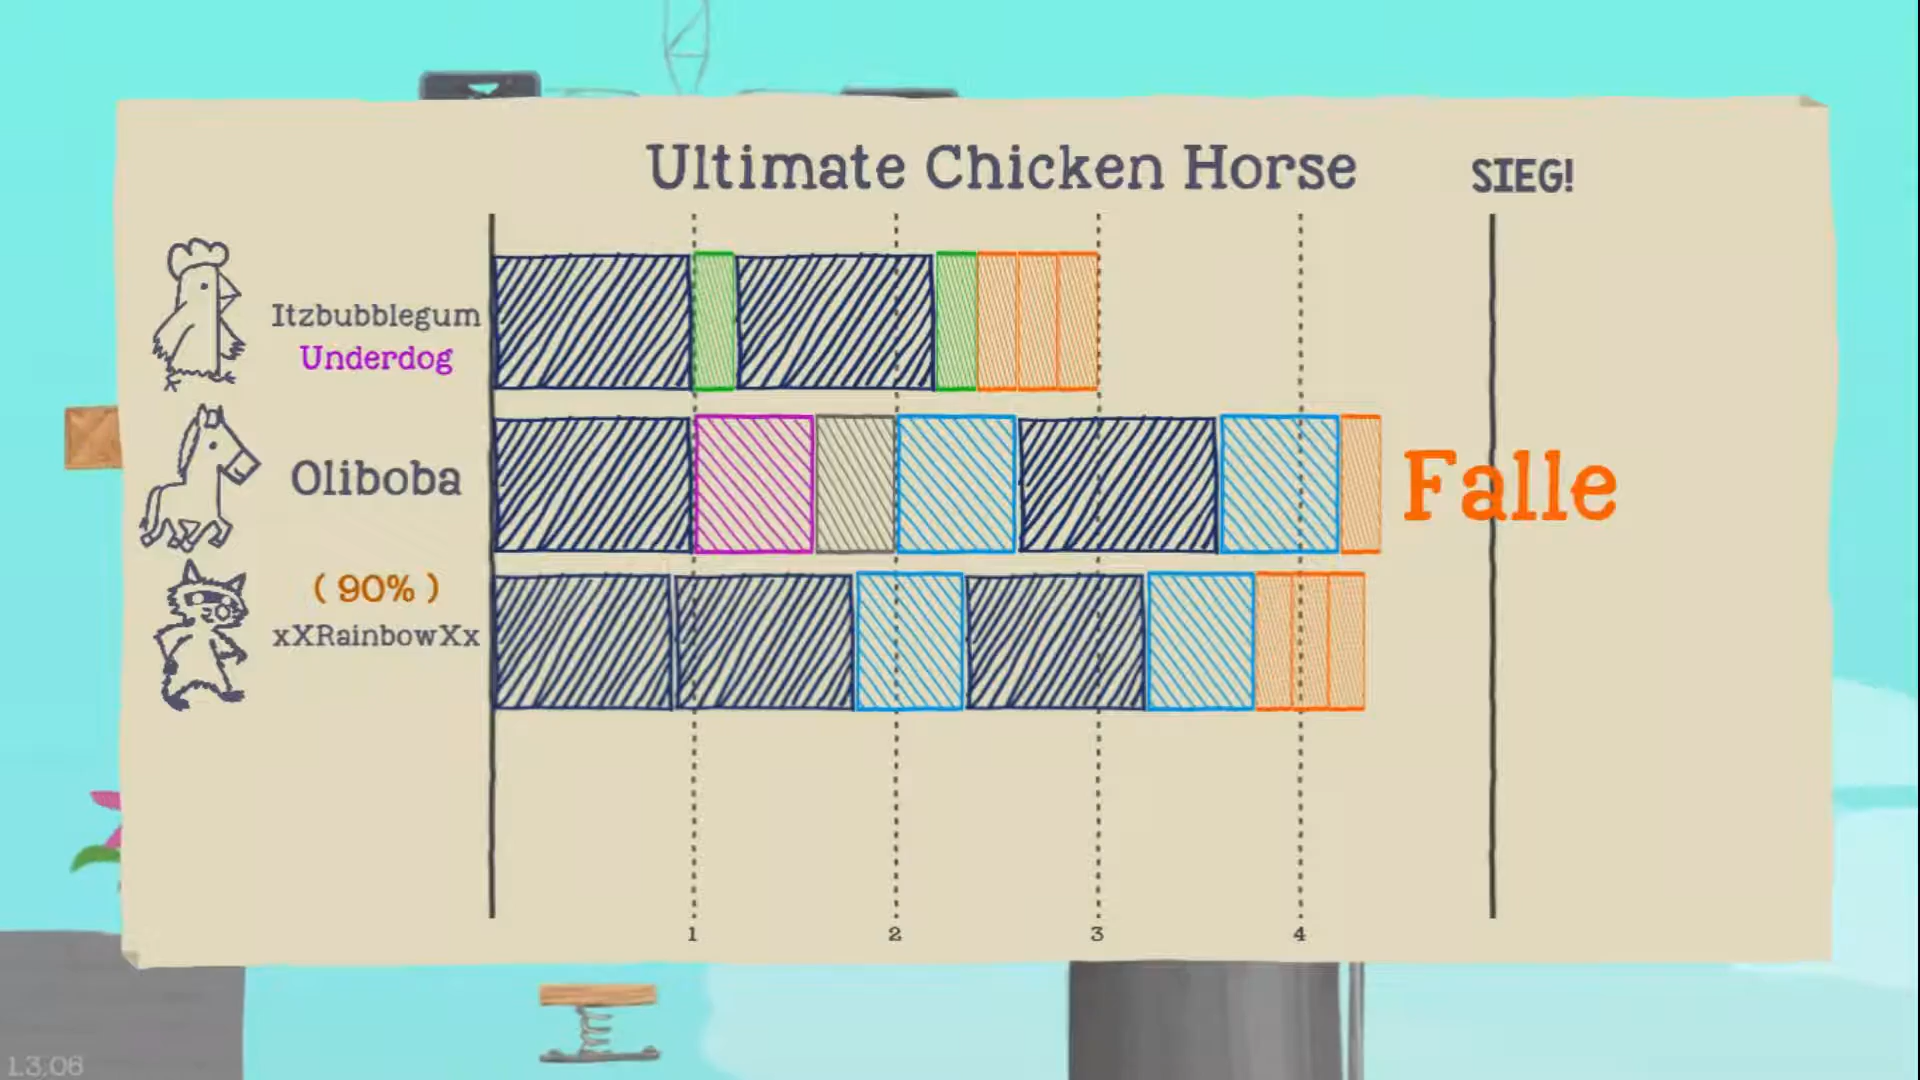 Ultimate Chicken Horse
SIEG!
Itzbubblegum
Underdog
Oliboba
Falle
( 90% )
xXRainbowXx
1 2 3 4
1.3.06